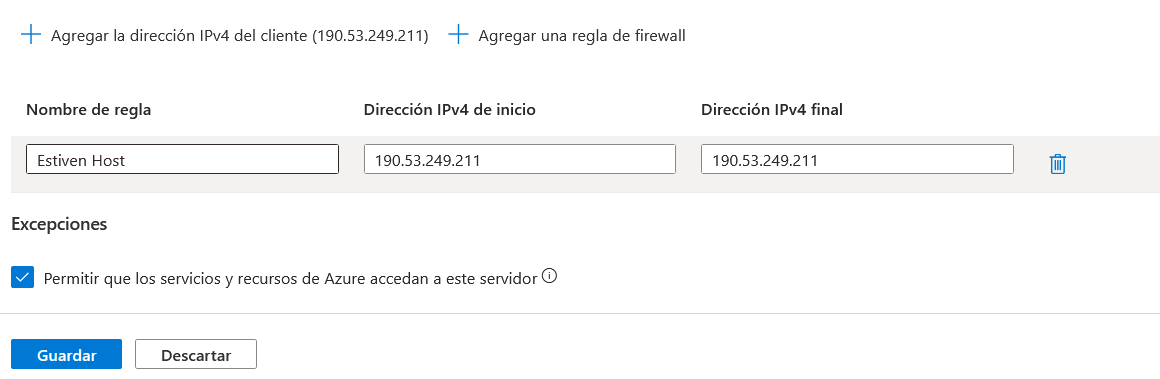 Agregar la dirección IPv4 del cliente (190.53.249.211) Agregar una regla de firewall
Nombre de regla Dirección IPv4 de inicio Dirección IPv4 final
Estiven Host 190.53.249.211 190.53.249.211
Excepciones
Permitir que los servicios y recursos de Azure accedan a este servidor
Guardar Descartar